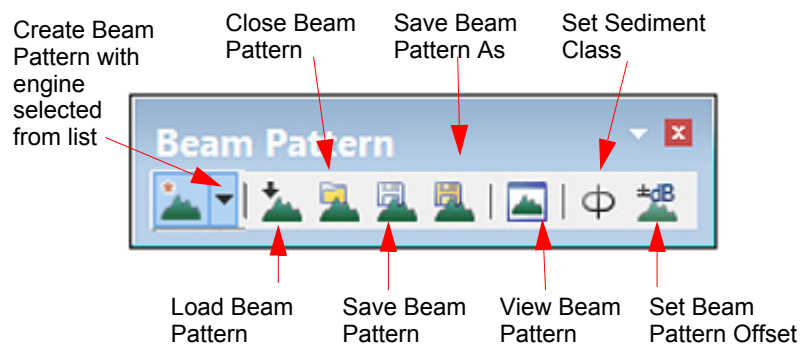 Create Beam
Pattern with
engine
selected
from list
Close Beam
Pattern
Save Beam
Pattern As
Set Sediment
Class
Beam Pattern
±dB
Load Beam
Pattern
Save Beam
Pattern
View Beam
Pattern
Set Beam
Pattern Offset